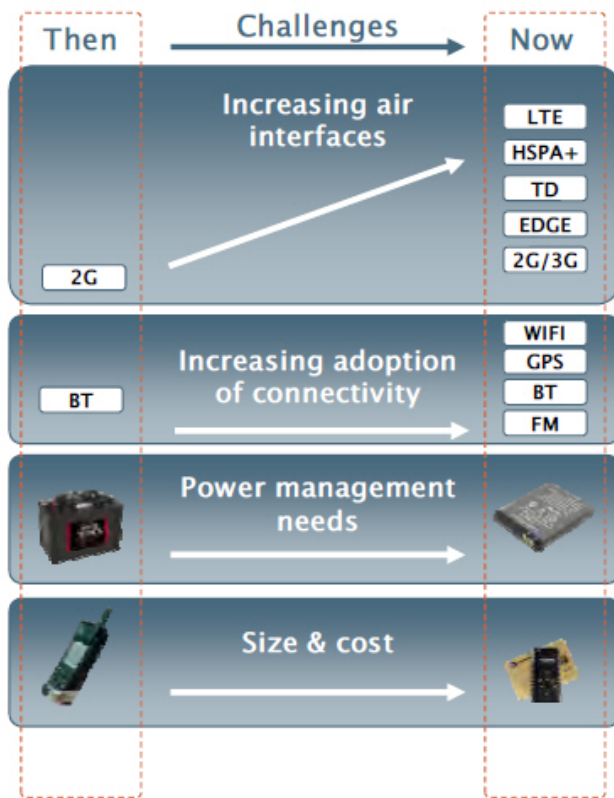 Then
Challenges
Now
Increasing air
interfaces
LTE
HSPA+
TD
EDGE
2G/3G
2G
Increasing adoption
of connectivity
WIFI
GPS
BT
FM
BT
Power management
needs
Size & cost